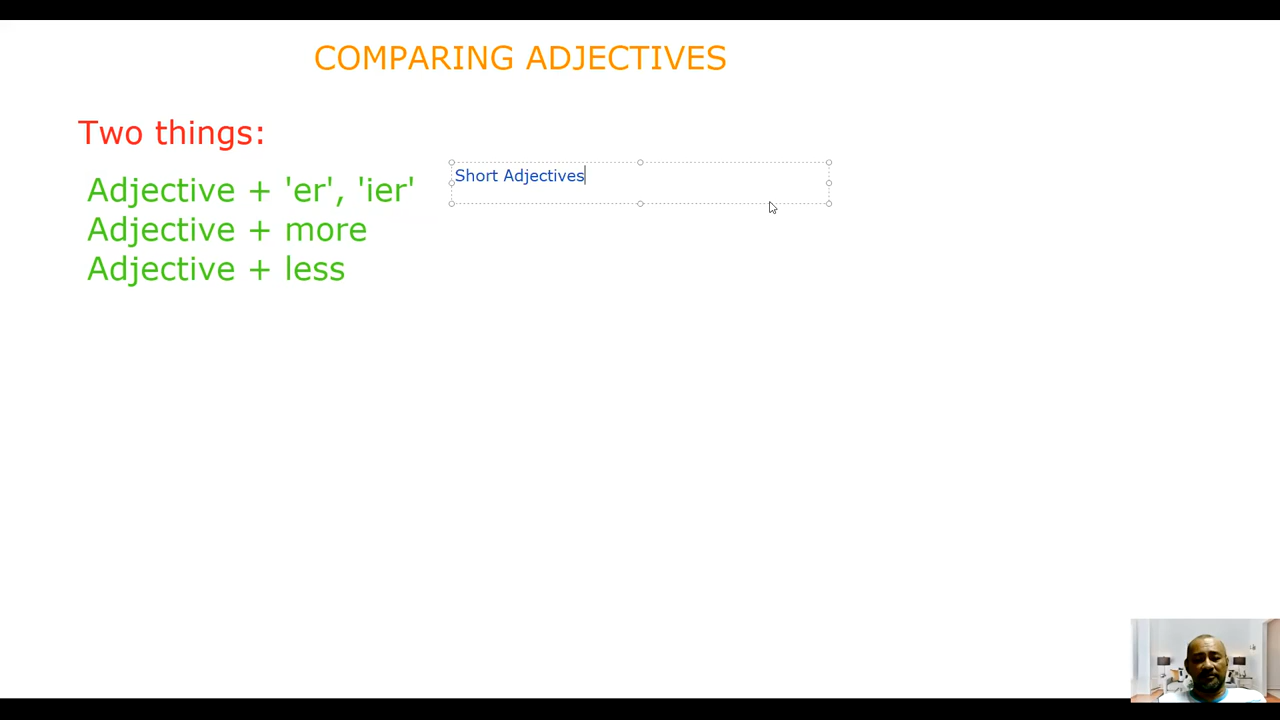 COMPARING ADJECTIVES
Two things:
Adjective + 'er', 'ier'
Short Adjectives
Adjective + more
Adjective + less